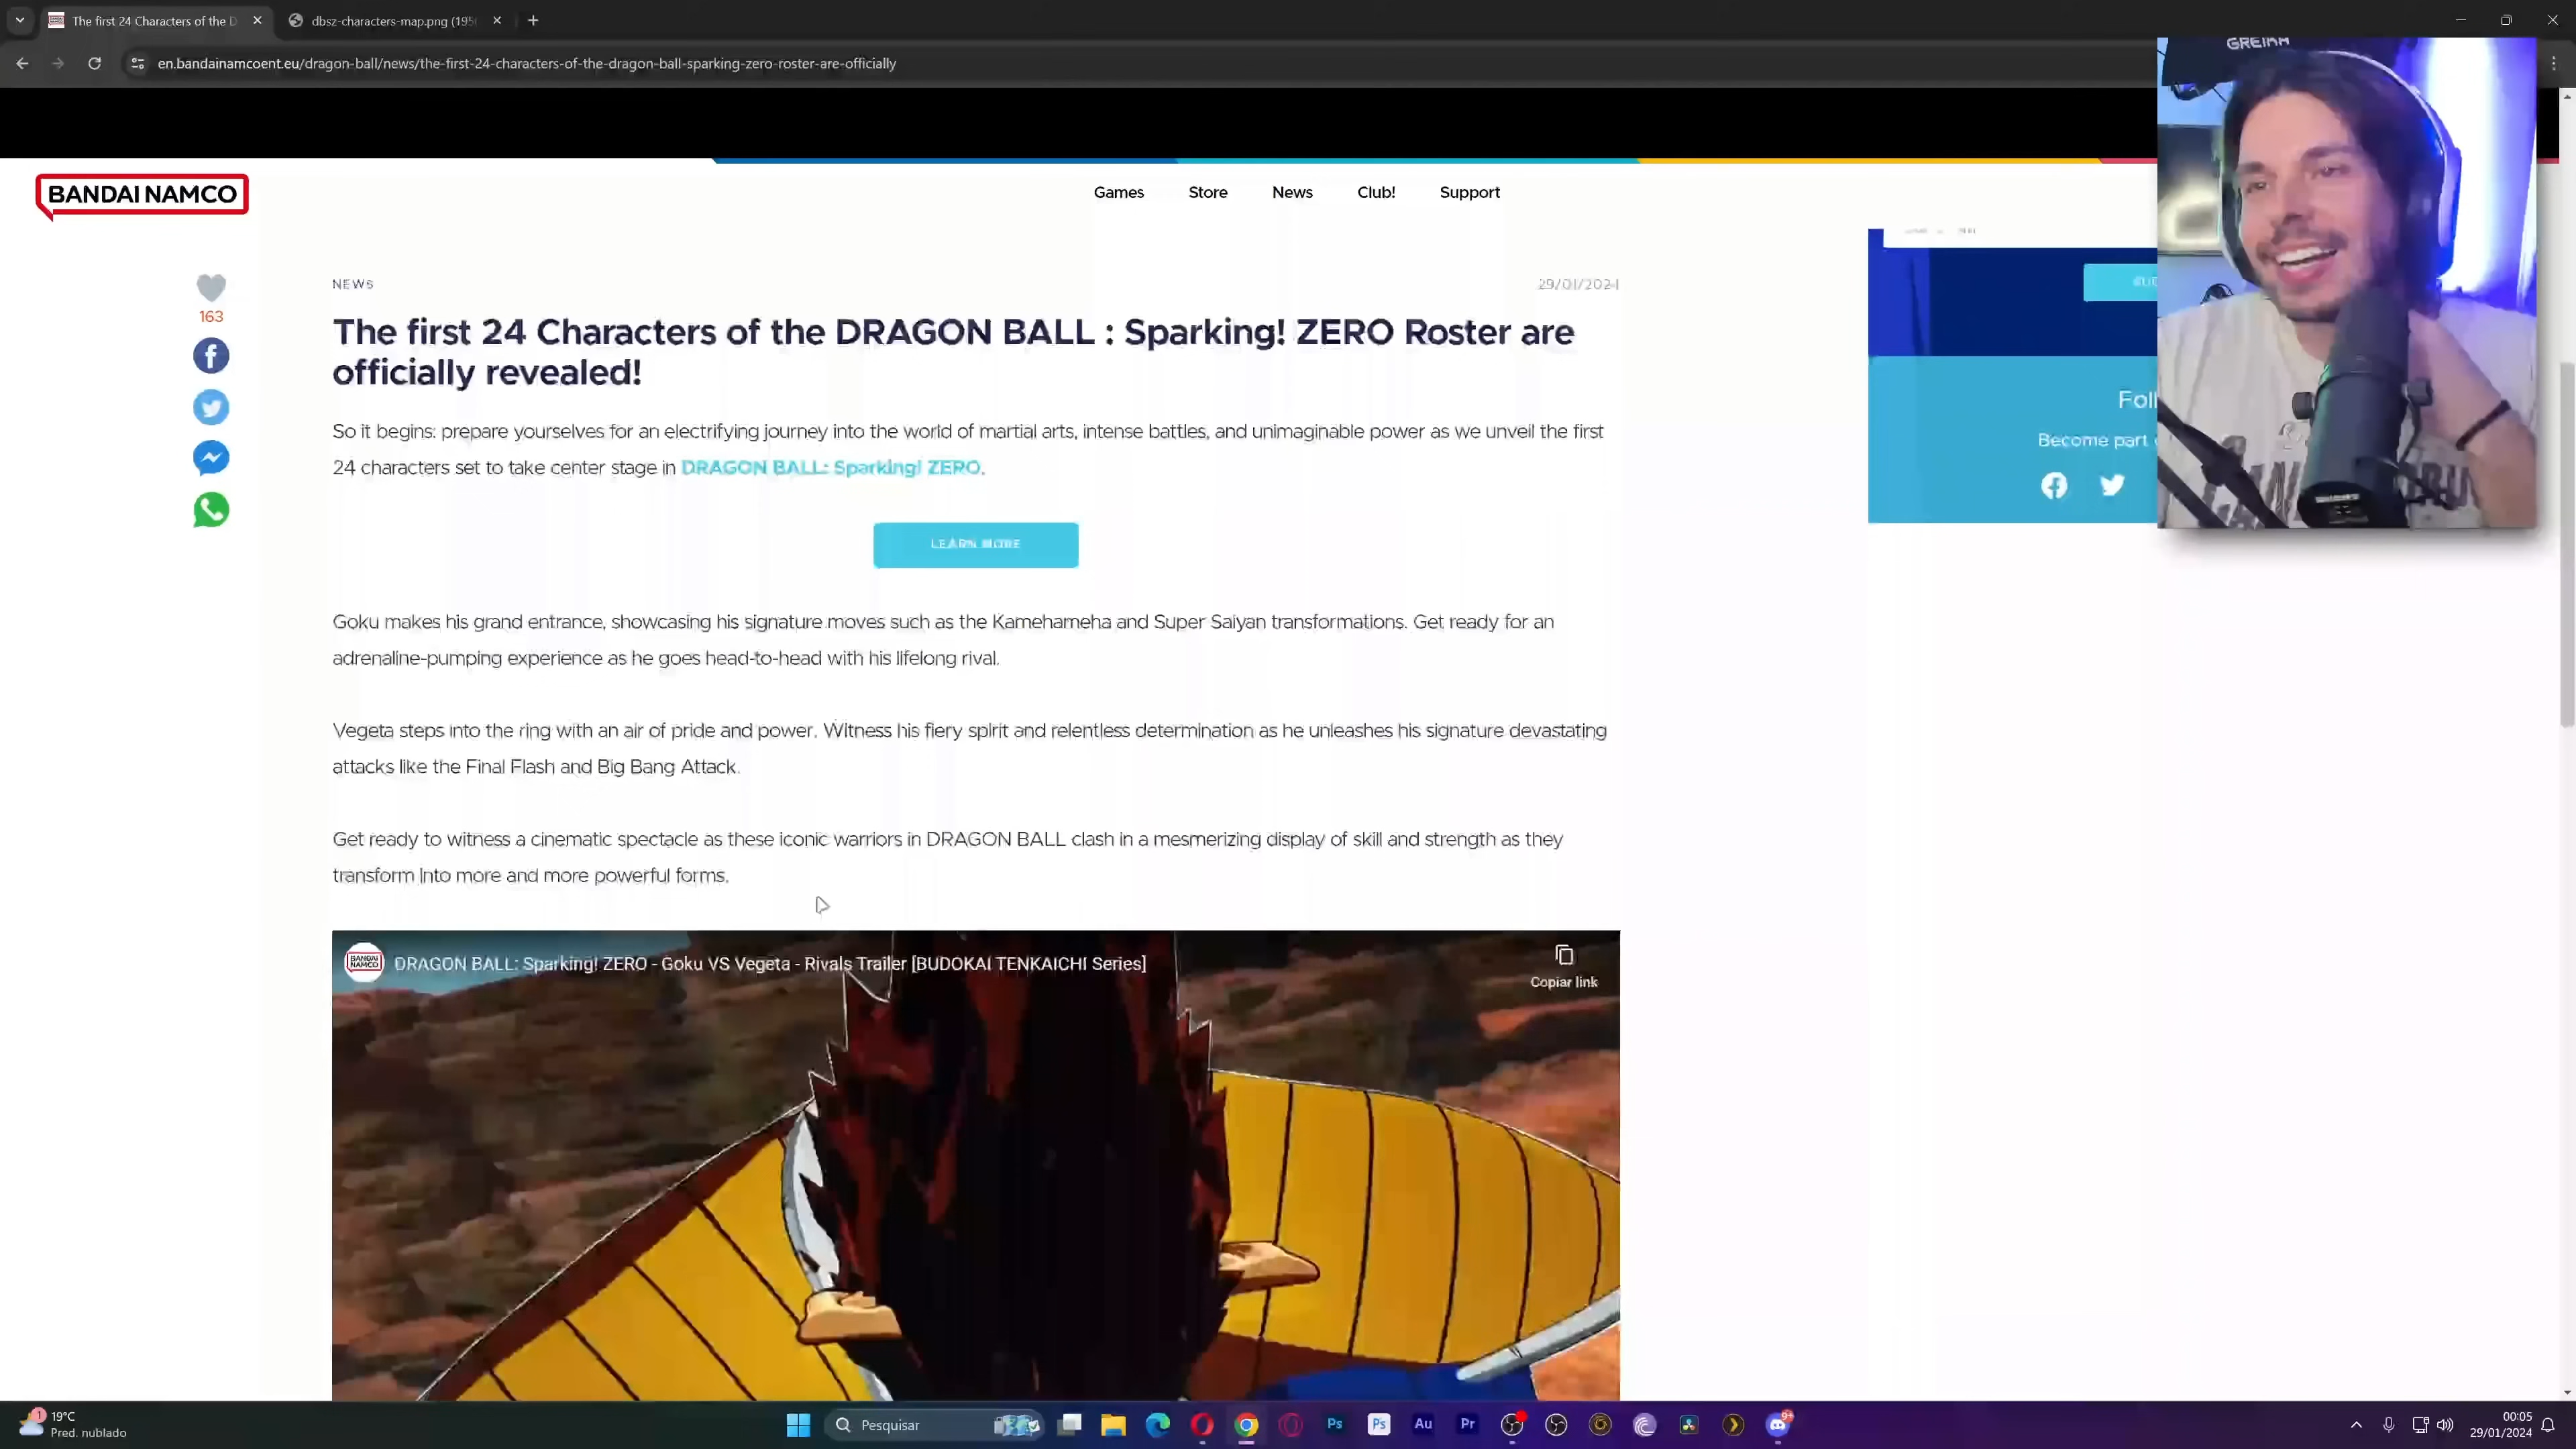 The first 24 Characters of the D
dbsz-characters-map.png (195
en.bandainamcoent.eu/dragon-ball/news/the-first-24-characters-of-the-dragon-ball-sparking-zero-roster-are-officially
BANDAI NAMCO
Games Store News Club! Support
NEWS
29/01/2024
163
The first 24 Characters of the DRAGON BALL : Sparking! ZERO Roster are
officially revealed!
So it begins: prepare yourselves for an electrifying journey into the world of martial arts, intense battles, and unimaginable power as we unveil the first
24 characters set to take center stage in DRAGON BALL: Sparking! ZERO.
LEARN MORE
Goku makes his grand entrance, showcasing his signature moves such as the Kamehameha and Super Saiyan transformations. Get ready for an
adrenaline-pumping experience as he goes head-to-head with his lifelong rival.
Vegeta steps into the ring with an air of pride and power. Witness his fiery spirit and relentless determination as he unleashes his signature devastating
attacks like the Final Flash and Big Bang Attack.
Get ready to witness a cinematic spectacle as these iconic warriors in DRAGON BALL clash in a mesmerizing display of skill and strength as they
transform into more and more powerful forms.
BANDAI
NAMCO
DRAGON BALL: Sparking! ZERO - Goku VS Vegeta - Rivals Trailer [BUDOKAI TENKAICHI Series]
Copiar link
Foll
Become part
1
19°C
Pred. nublado
Pesquisar
Ps
Ps
Au
Pr
9+
00:05
29/01/2024